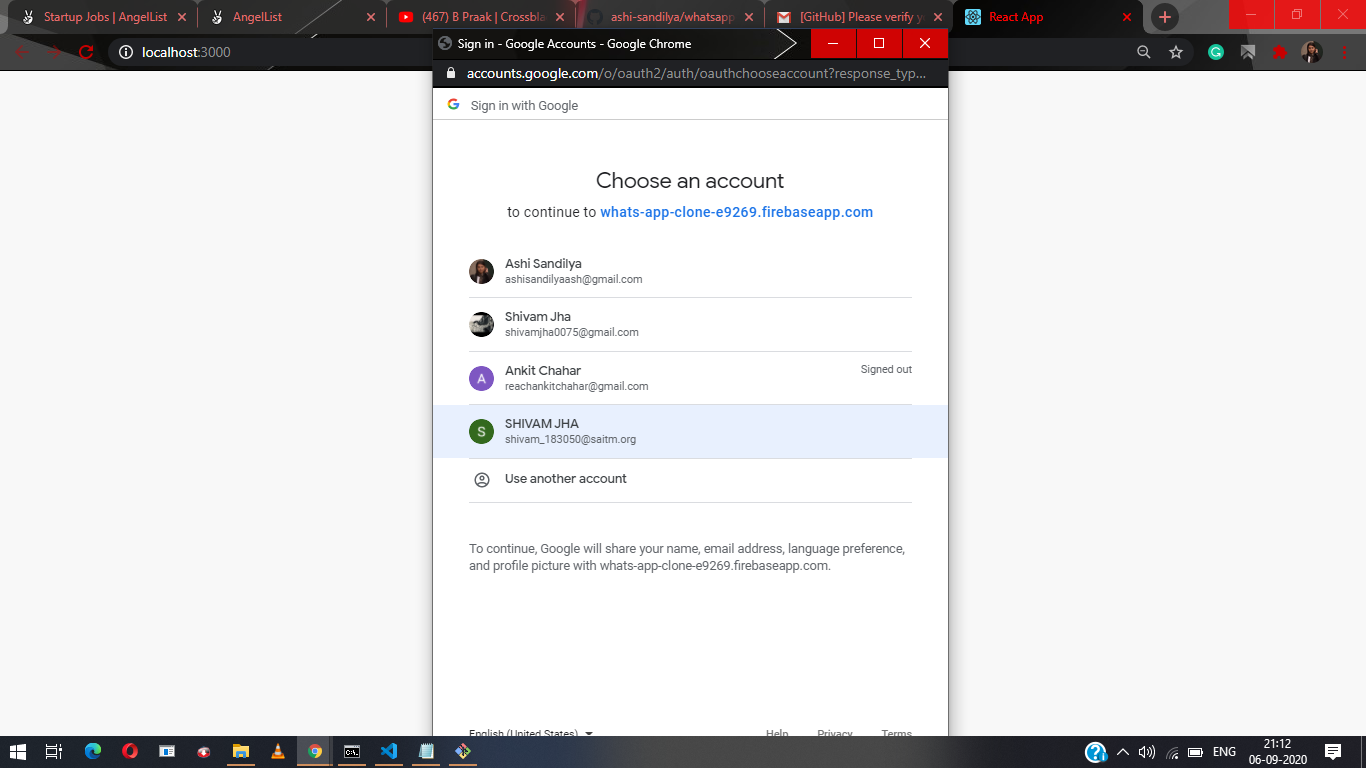 Startup Jobs | AngelList
AngelList
(467) B Praak | Crossbla
ashi-sandilya/whatsapp
[GitHub] Please verify y
React App
localhost:3000
Sign in - Google Accounts - Google Chrome
accounts.google.com/o/oauth2/auth/oauthchooseaccount?response_typ...
Sign in with Google
Choose an account
to continue to whats-app-clone-e9269.firebaseapp.com
Ashi Sandilya
ashisandilyaash@gmail.com
Shivam Jha
shivamjha0075@gmail.com
A
Ankit Chahar
Signed out
reachankitchahar@gmail.com
S
SHIVAM JHA
shivam_183050@saitm.org
Use another account
To continue, Google will share your name, email address, language preference,
and profile picture with whats-app-clone-e9269.firebaseapp.com.
English (United States)
Help
Privacy
Terms
ENG
21:12
06-09-2020